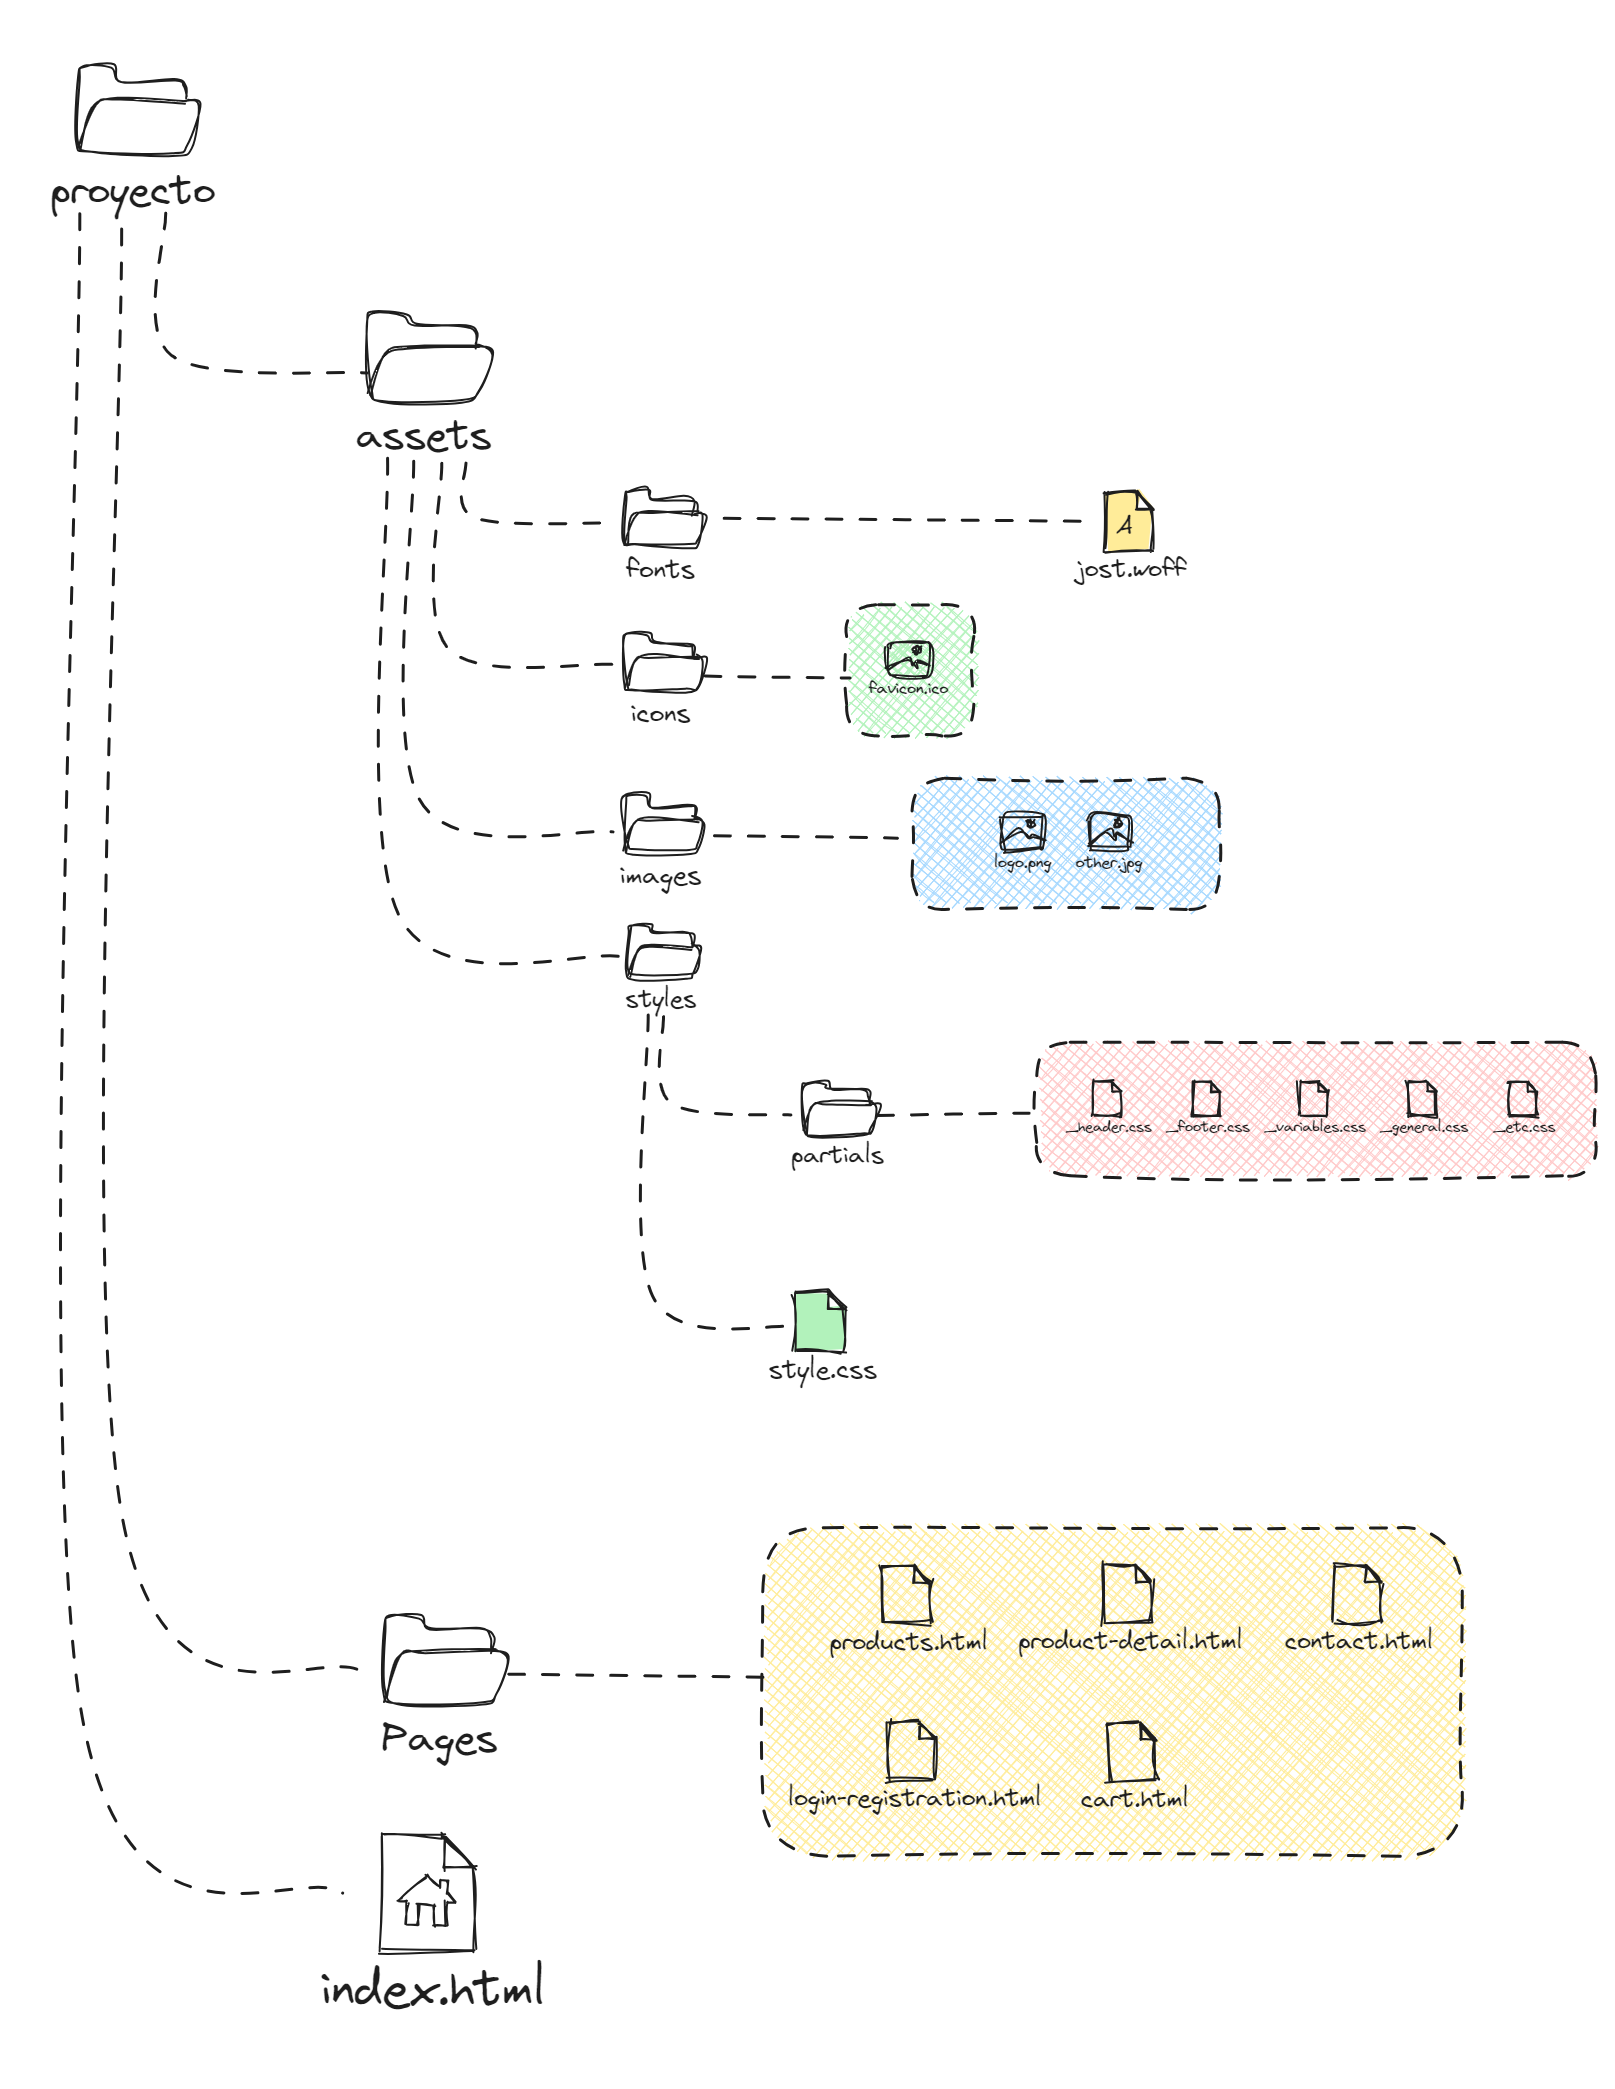 proyecto
assets
A
fonts
jost.woff
favicon.ico
icons
logo.png other.jpg
images
styles
_header.css _footer.css _variables.css _general.css _etc.css
partials
style.css
products.html product-detail.html contact.html
Pages
login-registration.html cart.html
index.html